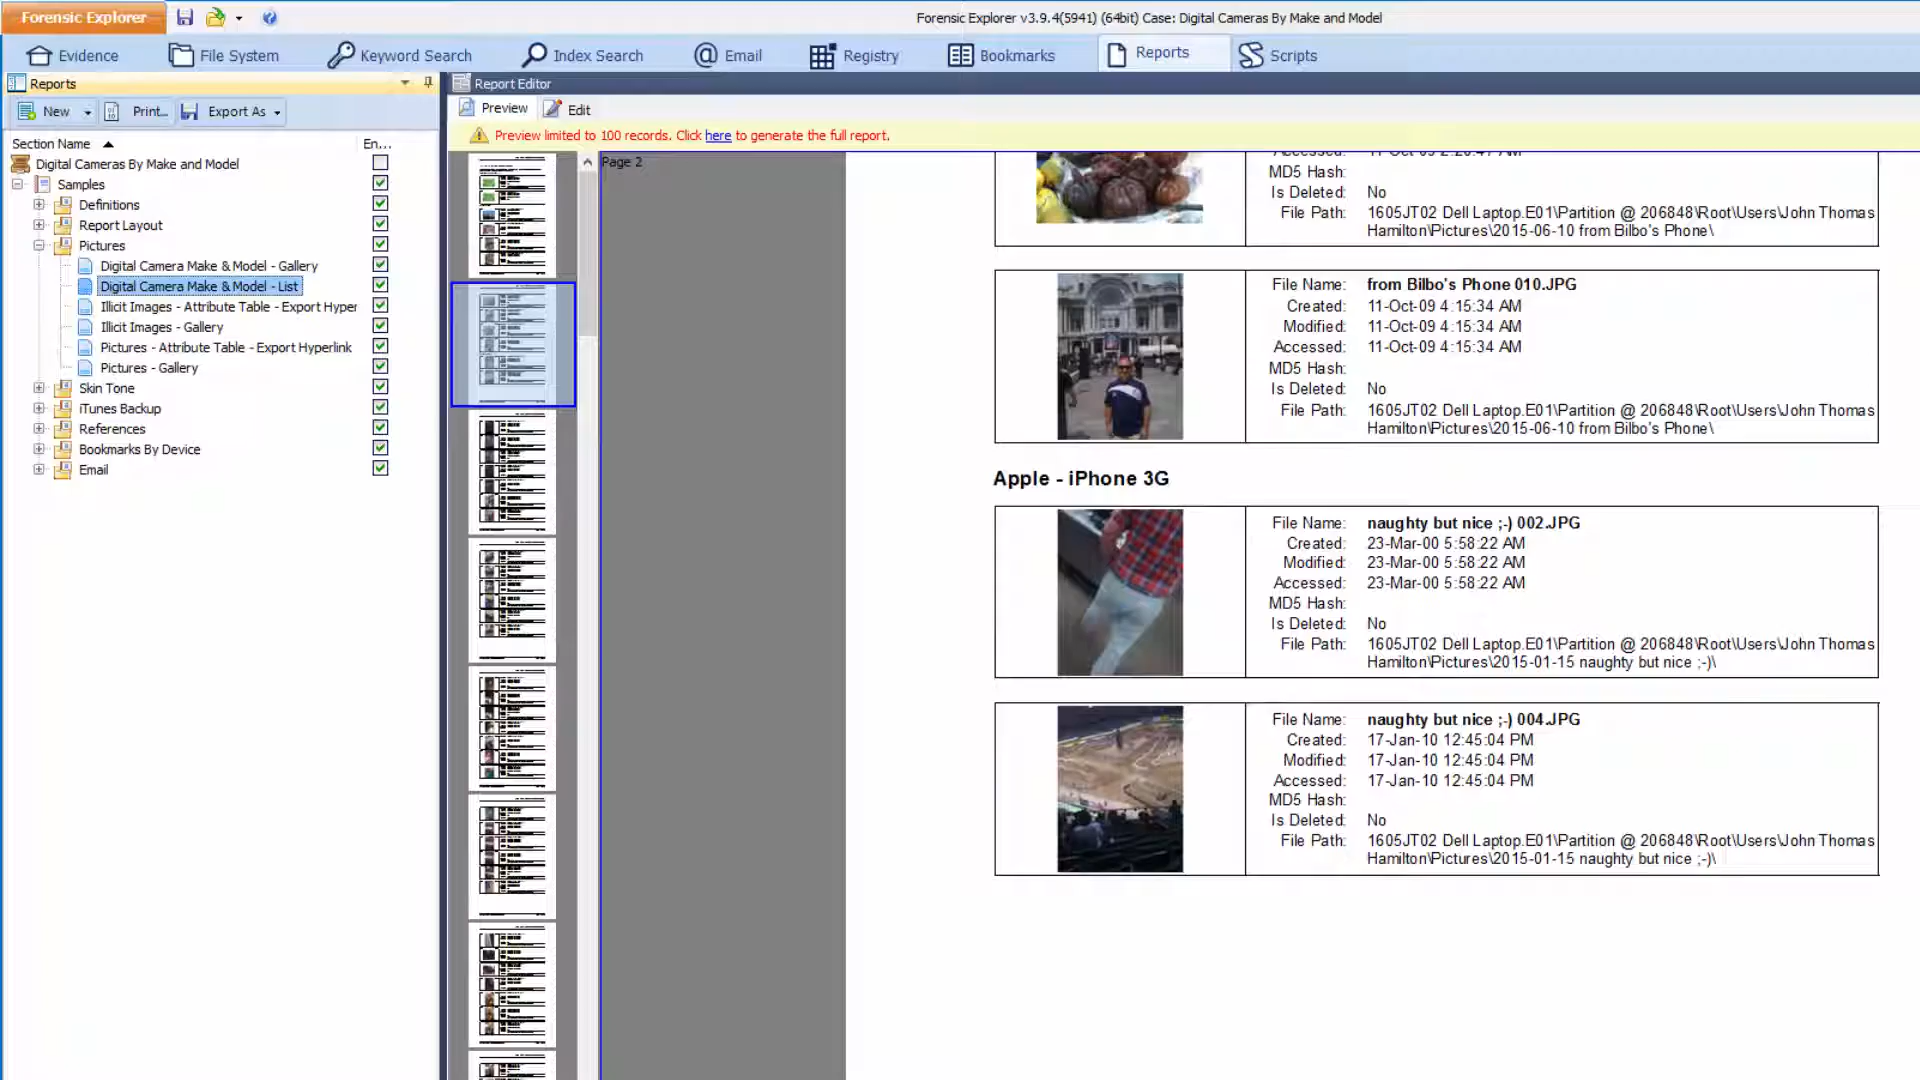 Forensic Explorer
Forensic Explorer v3.9.4(5941) (64bit) Case: Digital Cameras By Make and Model
Evidence
File System
Keyword Search
Index Search
Email
Registry
Bookmarks
Reports
Scripts
Reports
New
Print...
Export As
Section Name
En...
Digital Cameras By Make and Model
Samples
Definitions
Report Layout
Pictures
Digital Camera Make & Model - Gallery
Digital Camera Make & Model - List
Illicit Images - Attribute Table - Export Hyper
Illicit Images - Gallery
Pictures - Attribute Table - Export Hyperlink
Pictures - Gallery
Skin Tone
iTunes Backup
References
Bookmarks By Device
Email
Report Editor
Preview
Edit
Preview limited to 100 records. Click here to generate the full report.
Page 2
MD5 Hash:
Is Deleted: No
File Path: 1605JT02 Dell Laptop.E01\Partition @ 206848\Root\Users\John Thomas
Hamilton\Pictures\2015-06-10 from Bilbo's Phone\
File Name: from Bilbo's Phone 010.JPG
Created: 11-Oct-09 4:15:34 AM
Modified: 11-Oct-09 4:15:34 AM
Accessed: 11-Oct-09 4:15:34 AM
MD5 Hash:
Is Deleted: No
File Path: 1605JT02 Dell Laptop.E01\Partition @ 206848\Root\Users\John Thomas
Hamilton\Pictures\2015-06-10 from Bilbo's Phone\
Apple - iPhone 3G
File Name: naughty but nice ;-) 002.JPG
Created: 23-Mar-00 5:58:22 AM
Modified: 23-Mar-00 5:58:22 AM
Accessed: 23-Mar-00 5:58:22 AM
MD5 Hash:
Is Deleted: No
File Path: 1605JT02 Dell Laptop.E01\Partition @ 206848\Root\Users\John Thomas
Hamilton\Pictures\2015-01-15 naughty but nice ;-)\
File Name: naughty but nice ;-) 004.JPG
Created: 17-Jan-10 12:45:04 PM
Modified: 17-Jan-10 12:45:04 PM
Accessed: 17-Jan-10 12:45:04 PM
MD5 Hash:
Is Deleted: No
File Path: 1605JT02 Dell Laptop.E01\Partition @ 206848\Root\Users\John Thomas
Hamilton\Pictures\2015-01-15 naughty but nice ;-)\